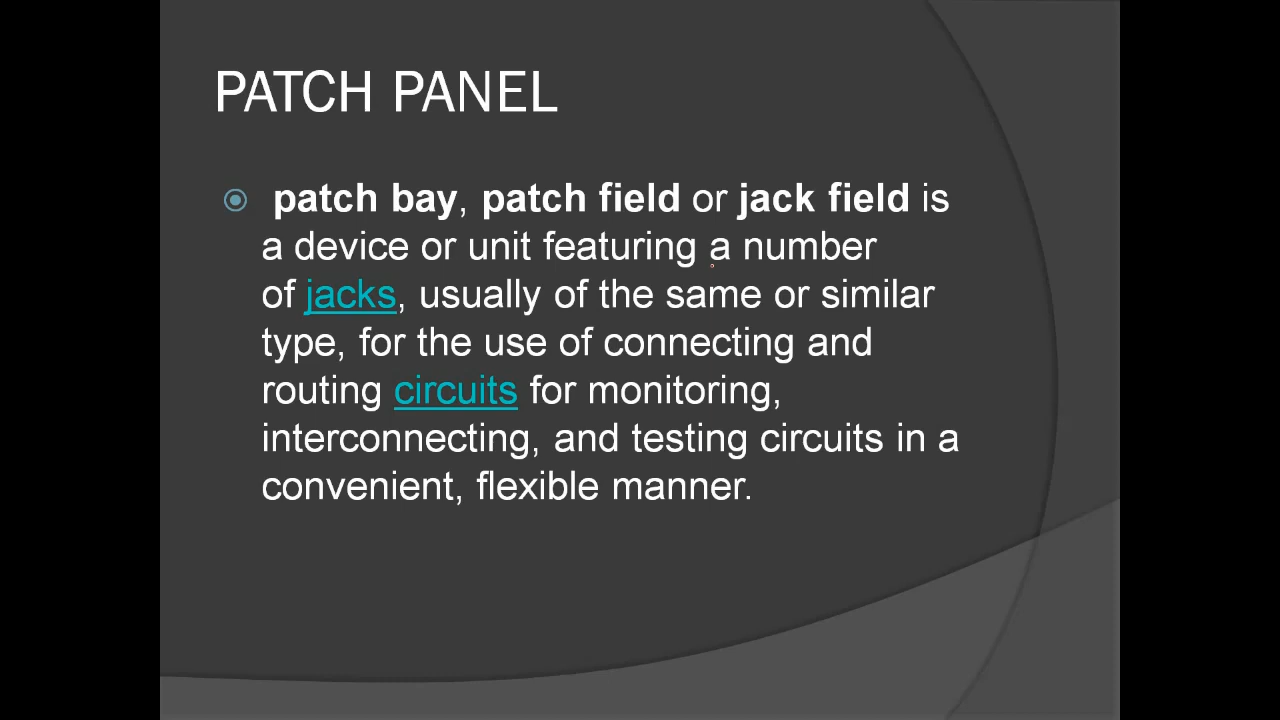 PATCH PANEL
patch bay, patch field or jack field is
a device or unit featuring a number
of jacks, usually of the same or similar
type, for the use of connecting and
routing circuits for monitoring,
interconnecting, and testing circuits in a
convenient, flexible manner.